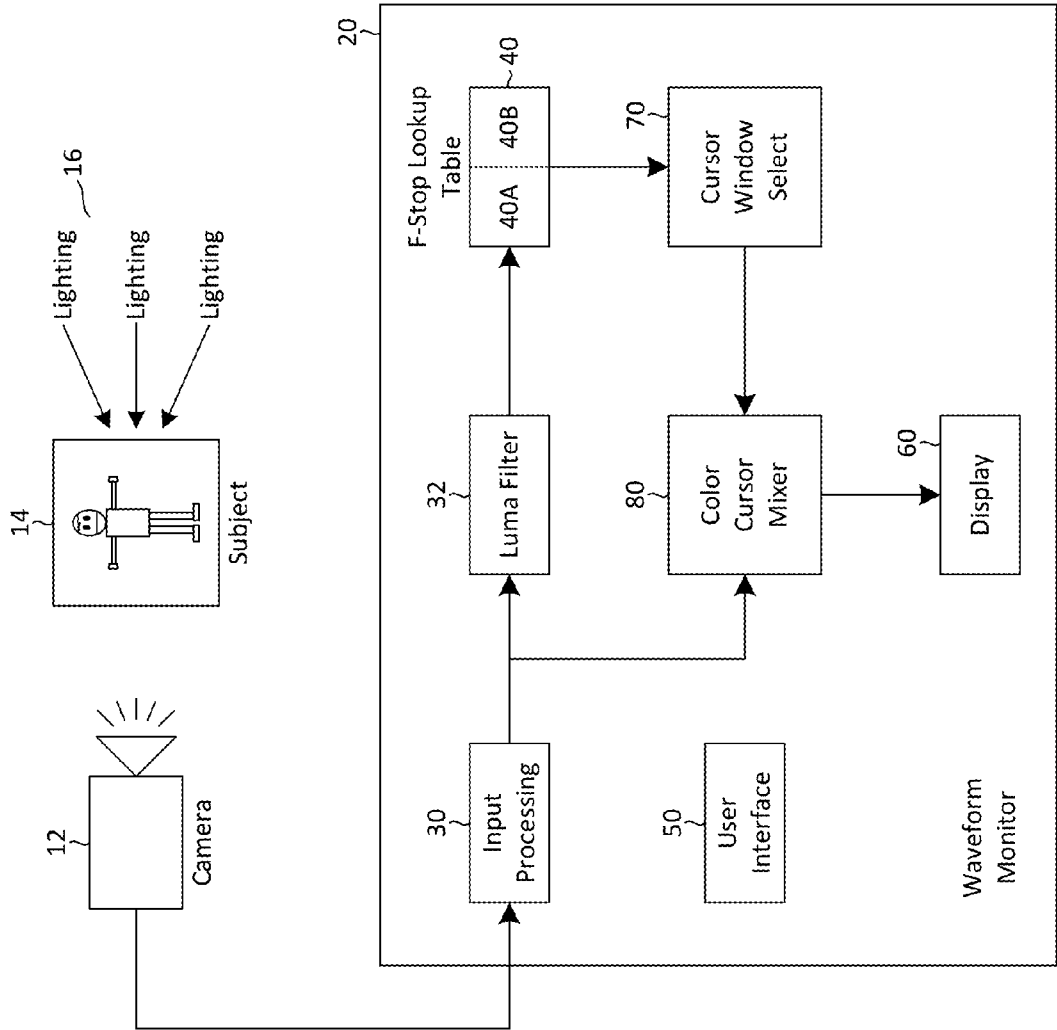 12
Camera
14
Subject
Lighting
Lighting
Lighting
16
20
30
Input
Processing
32
Luma Filter
F-Stop Lookup
Table
40A
40B
40
50
User
Interface
80
Color
Cursor
Mixer
70
Cursor
Window
Select
60
Display
Waveform
Monitor